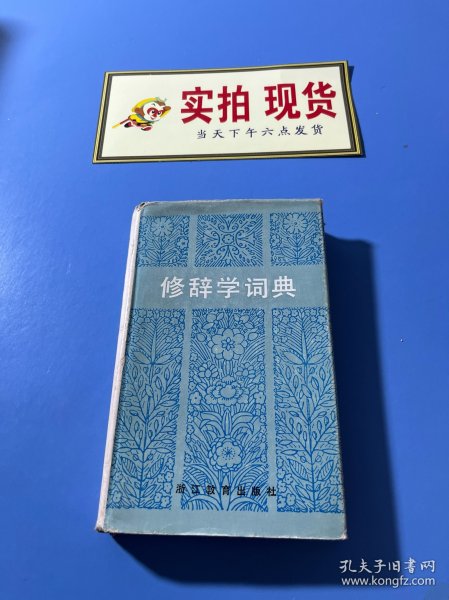 实拍 现货
当天下午六点发货
修辞学词典
浙江教育出版社
孔夫子旧书网
www.kongfz.com